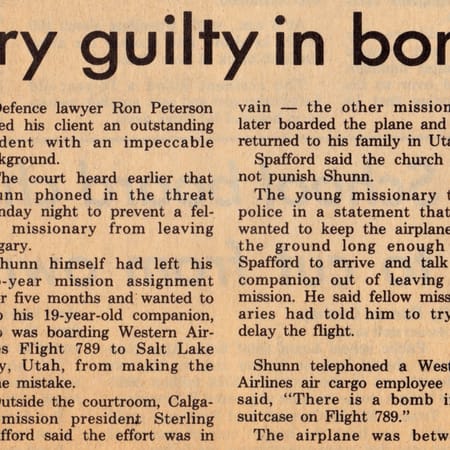 ry guilty in bom
Defence lawyer Ron Peterson
ed his client an outstanding
dent with an impeccable
kground.
The court heard earlier that
unn phoned in the threat
nday night to prevent a fel-
missionary from leaving
gary.
Shunn himself had left his
-year mission assignment
r five months and wanted to
o his 19-year-old companion,
o was boarding Western Air-
es Flight 789 to Salt Lake
y, Utah, from making the
ne mistake.
Outside the courtroom, Calga-
mission president Sterling
fford said the effort was in
vain — the other mission
later boarded the plane and
returned to his family in Uta
Spafford said the church
not punish Shunn.
The young missionary t
police in a statement that
wanted to keep the airplane
the ground long enough
Spafford to arrive and talk
companion out of leaving
mission. He said fellow miss
aries had told him to try
delay the flight.
Shunn telephoned a West
Airlines air cargo employee
said, "There is a bomb i
suitcase on Flight 789."
The airplane was betw